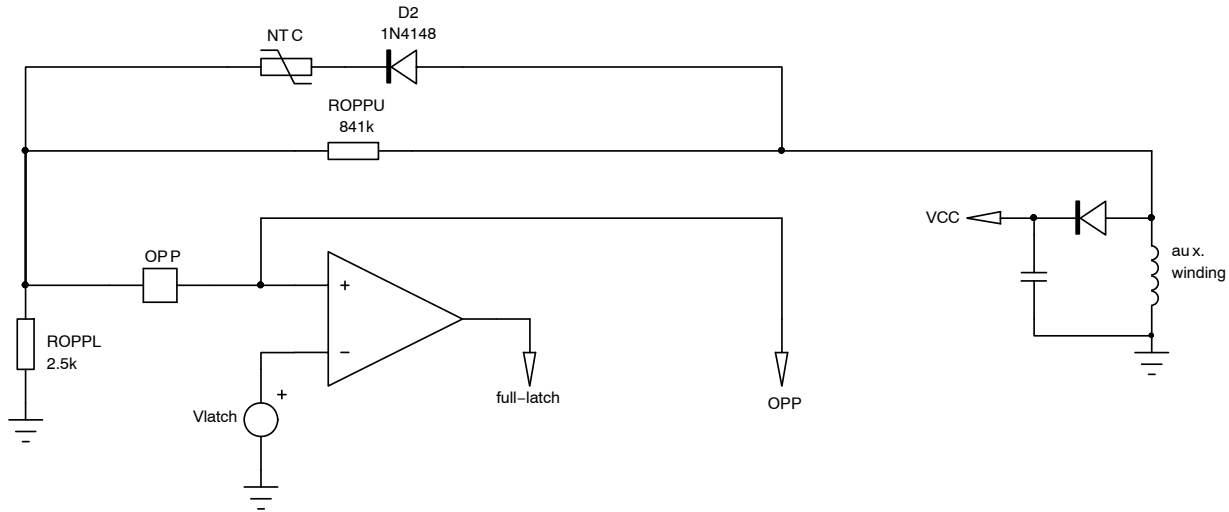 D2
1N4148
NTC
ROPPU
841k
VCC
aux.
winding
OPP
+
−
ROPPL
2.5k
+
Vlatch
full−latch
OPP